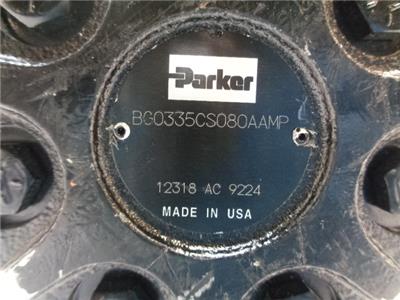 Parker
BG0335CS080AAMP
12318 AC 9224
MADE IN USA